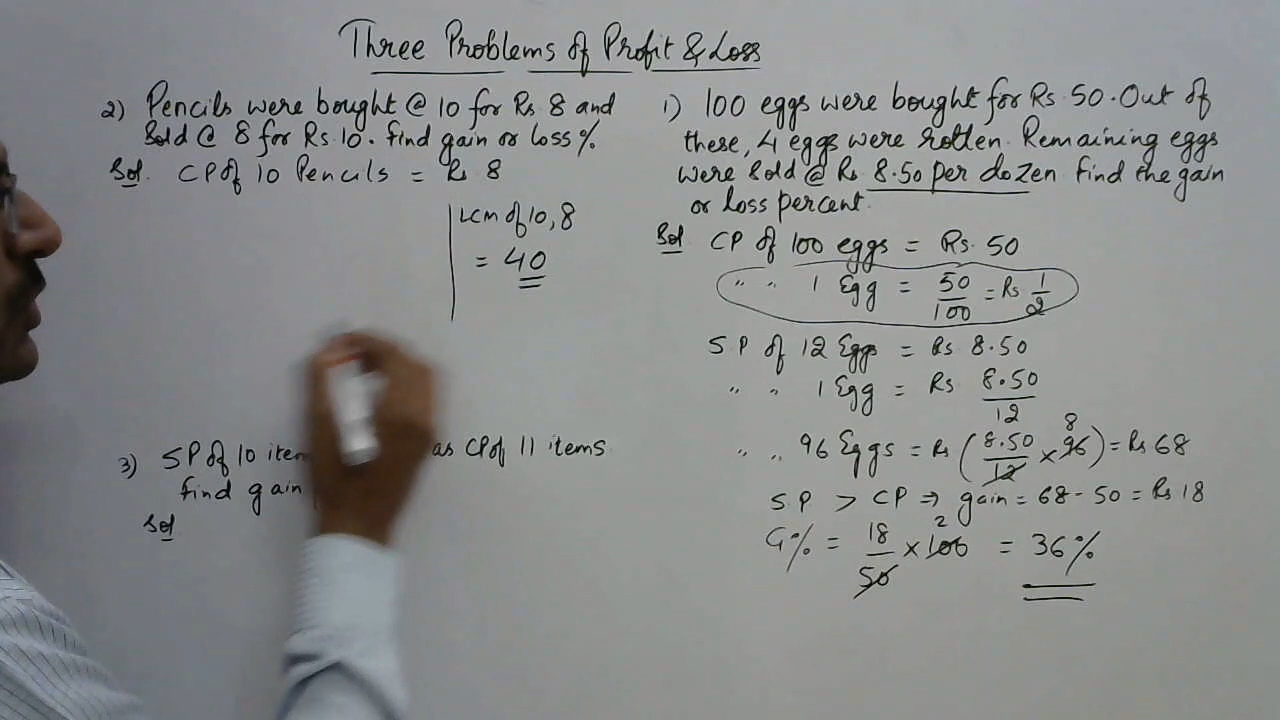 Three Problems of Profit & Loss
2) Pencils were bought @ 10 for Rs 8 and
Sold @ 8 for Rs 10. find gain or loss %.
Sol. CP of 10 Pencils = Rs 8
LCM of 10, 8
= 40
3) SP of 10 as CP of 11 items
find gain
Sol
1) 100 eggs were bought for Rs. 50. Out of
these, 4 eggs were rotten. Remaining eggs
were Sold @ Rs 8.50 per dozen find the gain
or loss percent.
Sol CP of 100 eggs = Rs. 50
" " 1 Egg = 50/100 = Rs 1/2
SP of 12 Eggs = Rs 8.50
" " 1 Egg = Rs 8.50/12
" " 96 Eggs = Rs (8.50/12 × 96) 8 = Rs 68
S.P > CP ⇒ gain = 68 - 50 = Rs 18
G% = 18/50 × 100 2 = 36%